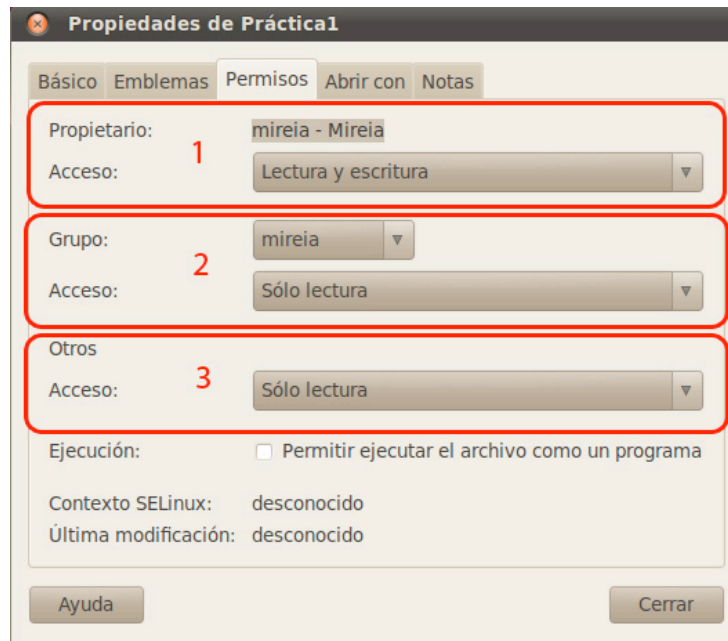 Propiedades de Práctica1
Básico Emblemas Permisos Abrir con Notas
Propietario: mireia - Mireia
1
Acceso: Lectura y escritura
Grupo: mireia
2
Acceso: Sólo lectura
Otros
3
Acceso: Sólo lectura
Ejecución: Permitir ejecutar el archivo como un programa
Contexto SELinux: desconocido
Última modificación: desconocido
Ayuda Cerrar